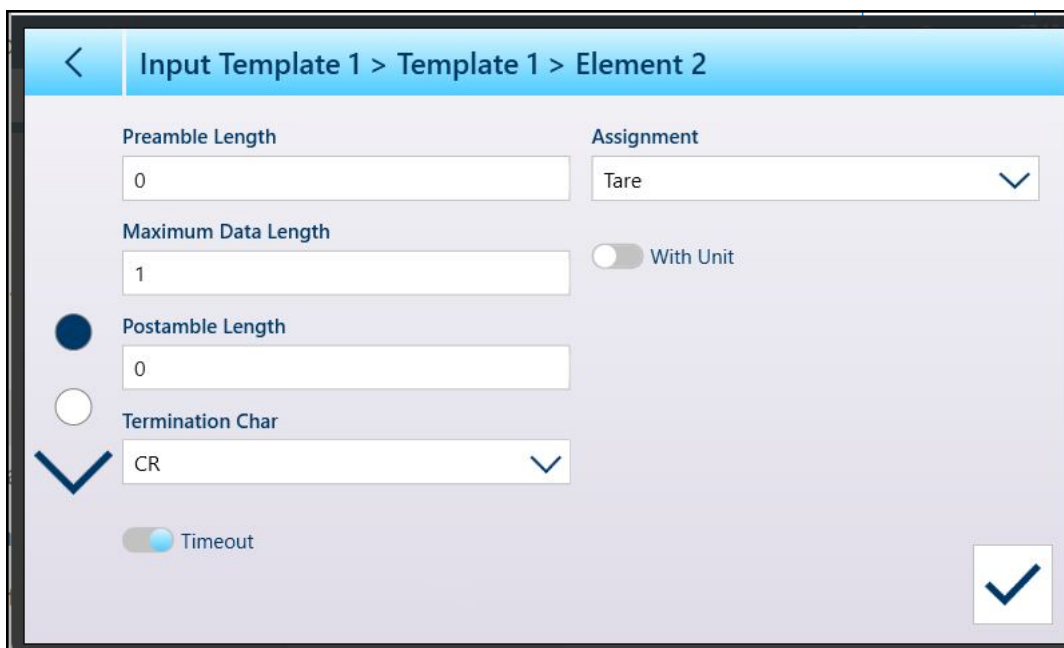 Input Template 1 > Template 1 > Element 2
Preamble Length
0
Maximum Data Length
1
Postamble Length
0
Termination Char
CR
Timeout
Assignment
Tare
With Unit